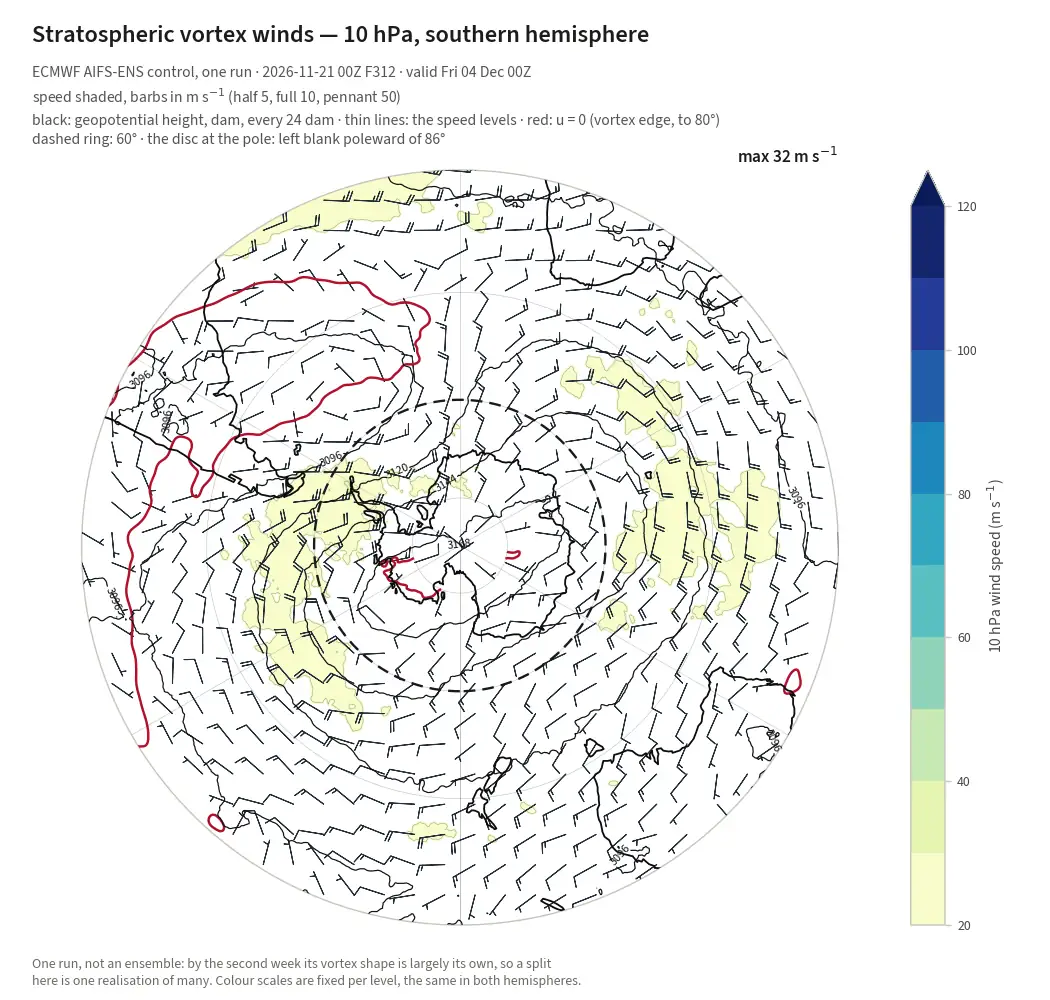 Stratospheric vortex winds — 10 hPa, southern hemisphere
ECMWF AIFS-ENS control, one run · 2026-11-21 00Z F312 · valid Fri 04 Dec 00Z
speed shaded, barbs in m s⁻¹ (half 5, full 10, pennant 50)
black: geopotential height, dam, every 24 dam · thin lines: the speed levels · red: u = 0 (vortex edge, to 80°)
dashed ring: 60° · the disc at the pole: left blank poleward of 86°
max 32 m s⁻¹
120
100
80
60
40
20
10 hPa wind speed (m s⁻¹)
3096
3096
3096
3120
3096
3096
3096
3096
One run, not an ensemble: by the second week its vortex shape is largely its own, so a split
here is one realisation of many. Colour scales are fixed per level, the same in both hemispheres.